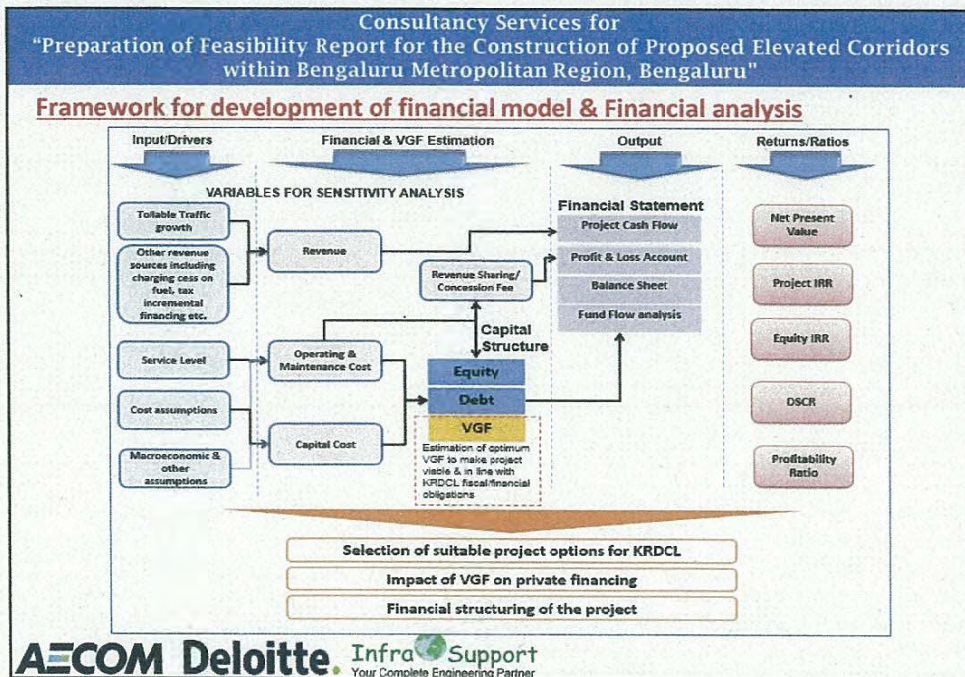 Consultancy Services for
"Preparation of Feasibility Report for the Construction of Proposed Elevated Corridors
within Bengaluru Metropolitan Region, Bengaluru"
Framework for development of financial model & Financial analysis
Input/Drivers
Financial & VGF Estimation
Output
Returns/Ratios
VARIABLES FOR SENSITIVITY ANALYSIS
Tollable Traffic
growth
Other revenue
sources including
charging cess on
fuel, tax
incremental
financing etc.
Service Level
Cost assumptions
Macroeconomic &
other
assumptions
Revenue
Revenue Sharing/
Concession Fee
Operating &
Maintenance Cost
Capital Cost
Capital
Structure
Equity
Debt
VGF
Estimation of optimum
VGF to make project
viable & in line with
KRDCL fiscal/financial
obligations
Financial Statement
Project Cash Flow
Profit & Loss Account
Balance Sheet
Fund Flow analysis
Net Present
Value
Project IRR
Equity IRR
DSCR
Profitability
Ratio
Selection of suitable project options for KRDCL
Impact of VGF on private financing
Financial structuring of the project
AECOM Deloitte. Infra Support
Your Complete Engineering Partner